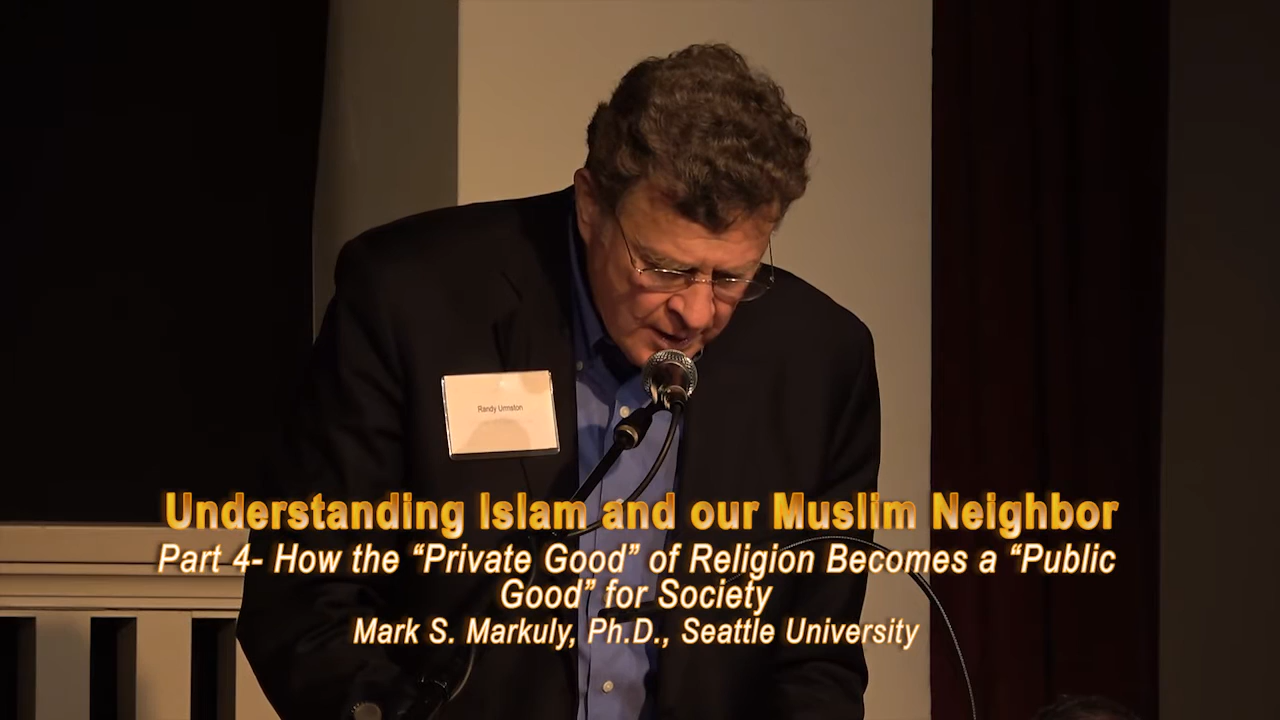 Randy Urmston
Understanding Islam and our Muslim Neighbor
Part 4- How the “Private Good” of Religion Becomes a “Public
Good” for Society
Mark S. Markuly, Ph.D., Seattle University